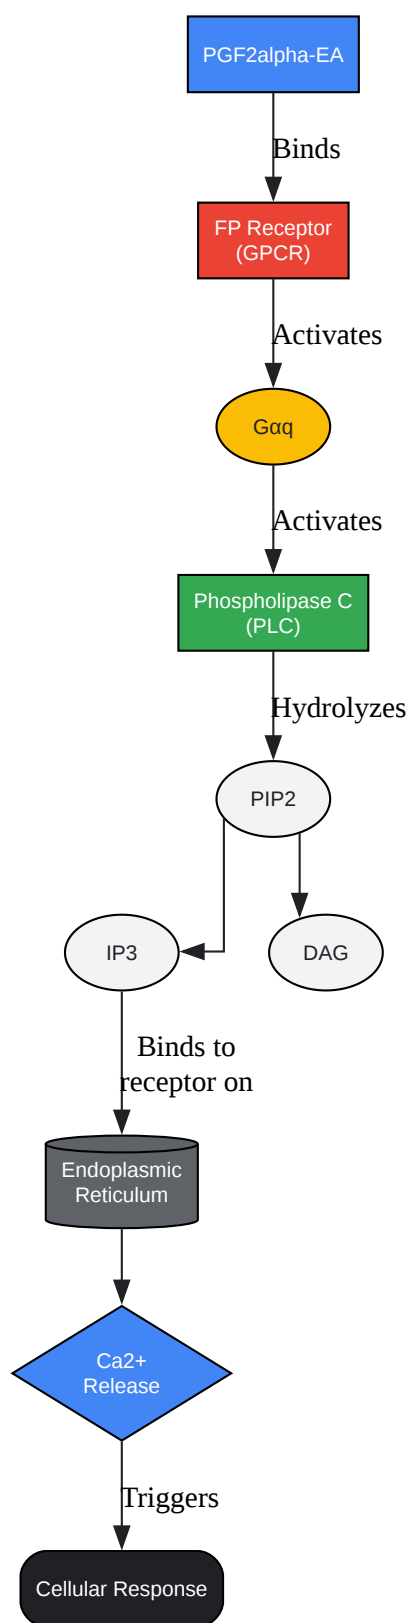 PGF2alpha-EA
Binds
FP Receptor
(GPCR)
Activates
Gαq
Activates
Phospholipase C
(PLC)
Hydrolyzes
PIP2
IP3
DAG
Binds to
receptor on
Endoplasmic
Reticulum
Ca2+
Release
Triggers
Cellular Response